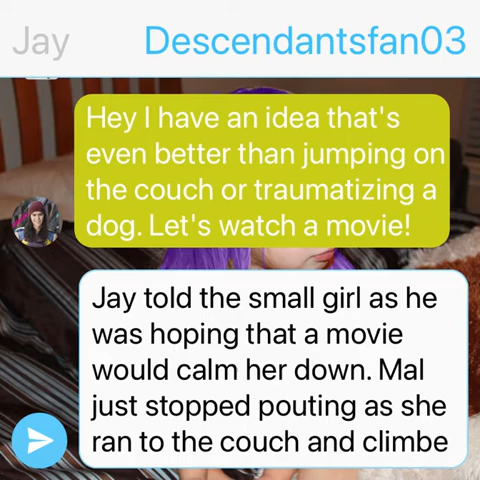 Jay Descendantsfan03
Hey I have an idea that's
even better than jumping on
the couch or traumatizing a
dog. Let's watch a movie!
Jay told the small girl as he
was hoping that a movie
would calm her down. Mal
just stopped pouting as she
ran to the couch and climbe